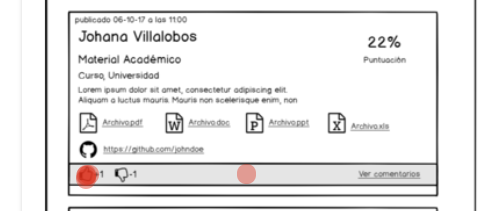 publicado 06-10-17 a las 11:00
Johana Villalobos
22%
Material Académico
Puntuación
Curso, Universidad
Lorem ipsum dolor sit amet, consectetur adipiscing elit.
Aliquam a luctus mauris. Mauris non scelerisque enim, non
Archivo.pdf
W Archivo.doc
P Archivo.ppt
X Archivo.xls
https://github.com/johndoe
+1 -1 Ver comentarios